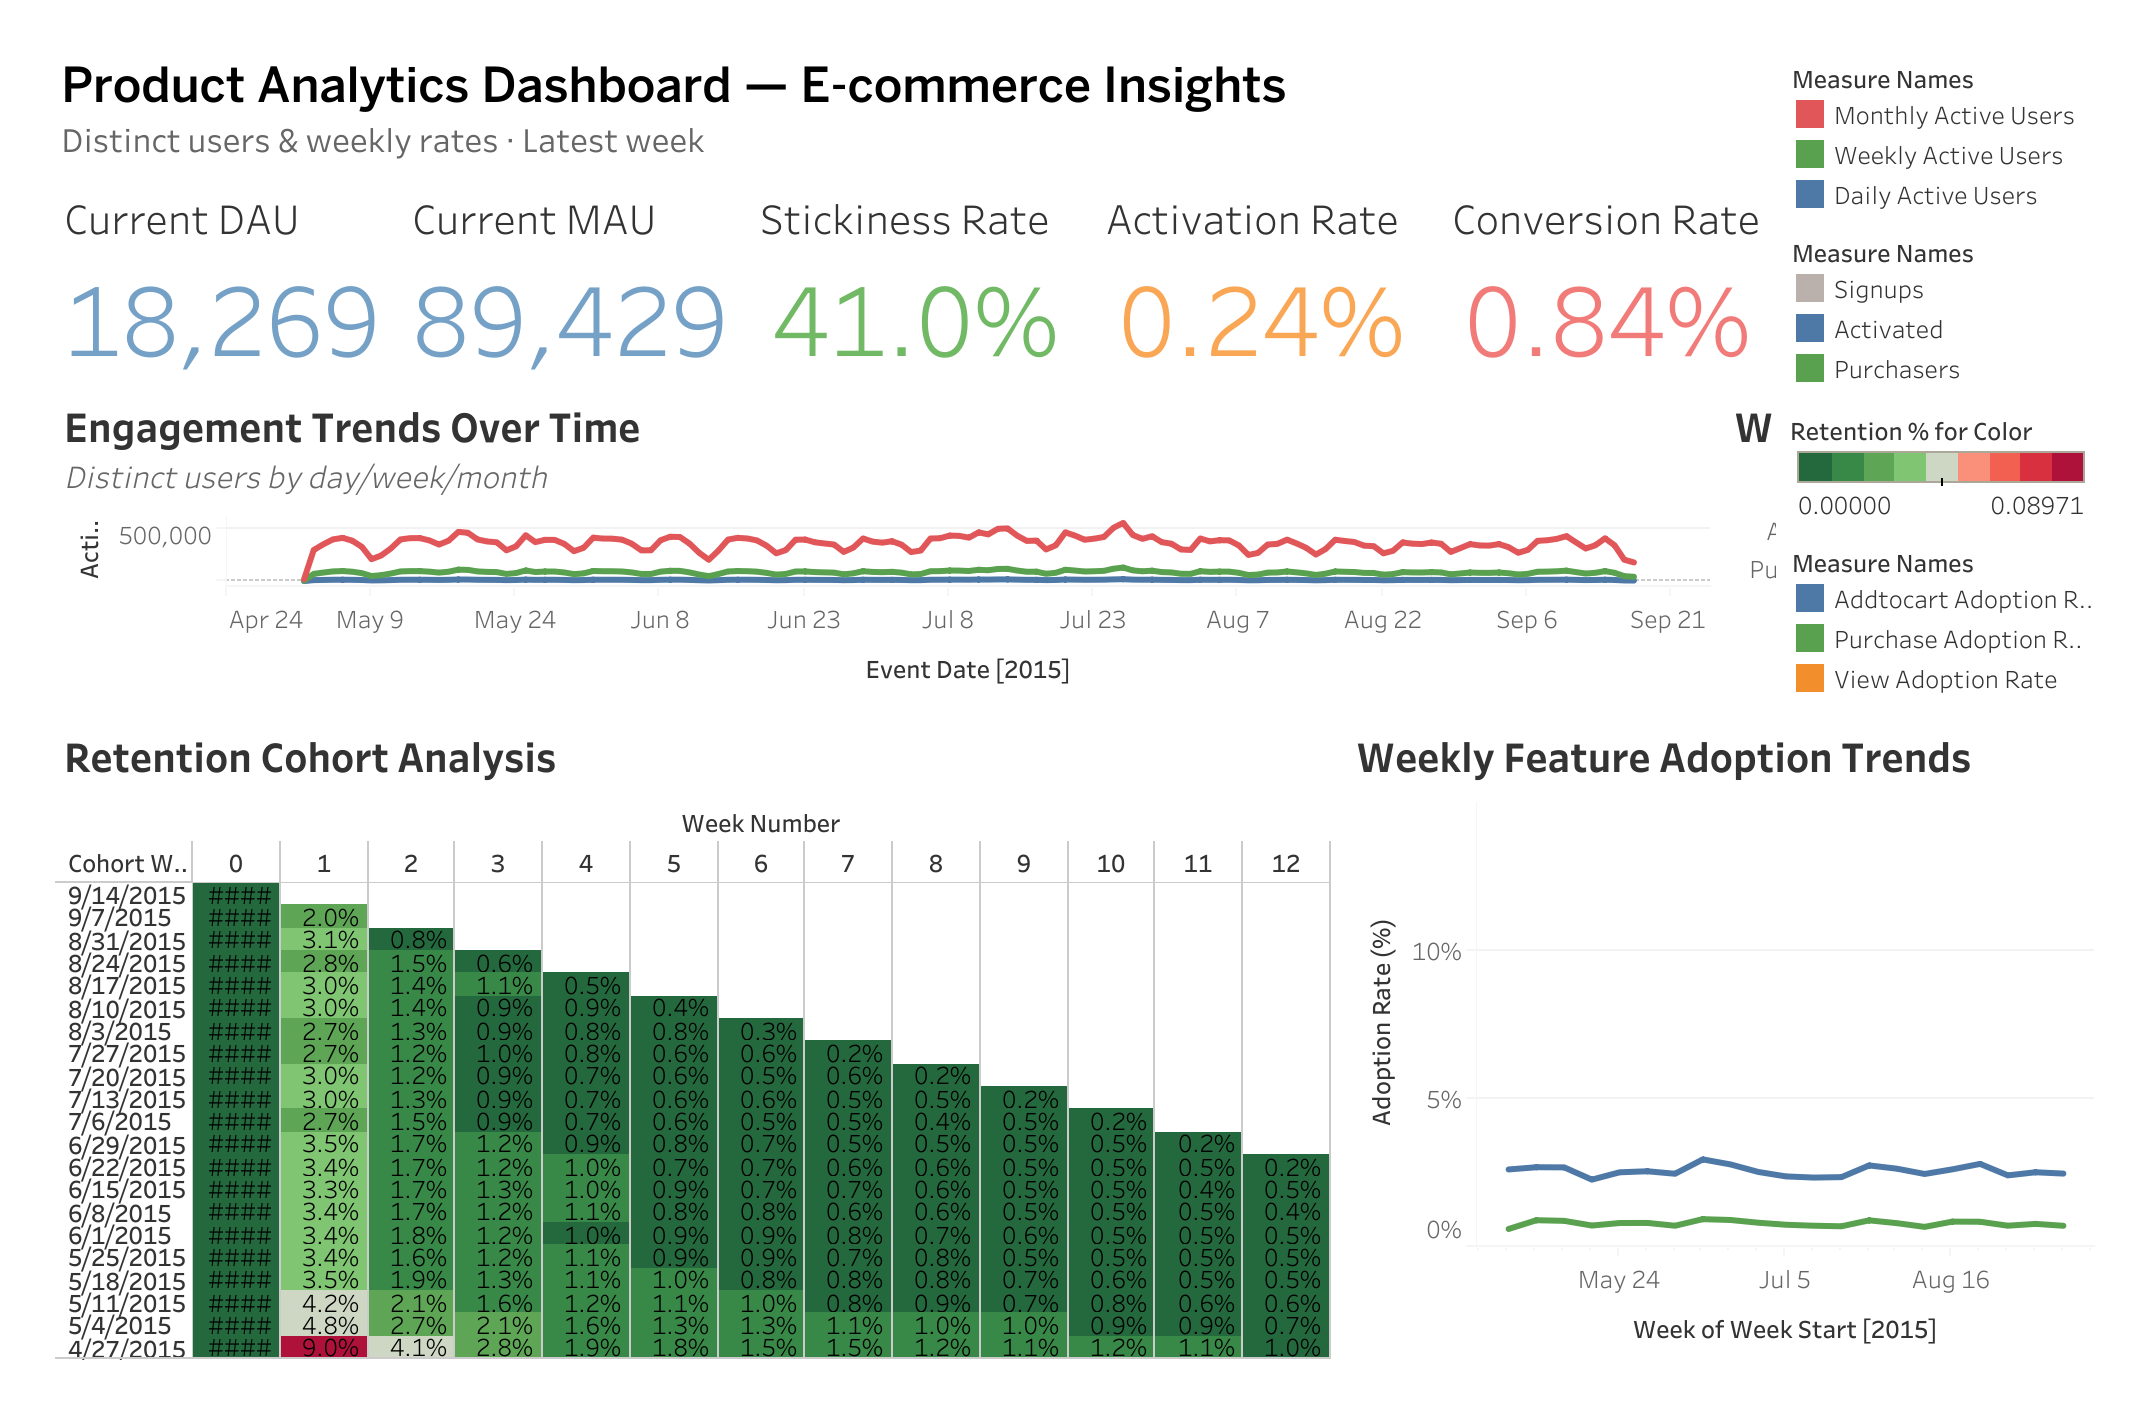 Product Analytics Dashboard — E-commerce Insights
Distinct users & weekly rates · Latest week
Current DAU Current MAU Stickiness Rate Activation Rate Conversion Rate
18,269 89,429 41.0% 0.24% 0.84%
Measure Names
Monthly Active Users
Weekly Active Users
Daily Active Users
Measure Names
Signups
Activated
Purchasers
Engagement Trends Over Time
Distinct users by day/week/month
Acti..
500,000
Apr 24 May 9 May 24 Jun 8 Jun 23 Jul 8 Jul 23 Aug 7 Aug 22 Sep 6 Sep 21
Event Date [2015]
W
Pu
Retention % for Color
0.00000 0.08971
Measure Names
Addtocart Adoption R..
Purchase Adoption R..
View Adoption Rate
Retention Cohort Analysis
Week Number
Cohort W.. 0 1 2 3 4 5 6 7 8 9 10 11 12
9/14/2015 ####
9/7/2015 #### 2.0%
8/31/2015 #### 3.1% 0.8%
8/24/2015 #### 2.8% 1.5% 0.6%
8/17/2015 #### 3.0% 1.4% 1.1% 0.5%
8/10/2015 #### 3.0% 1.4% 0.9% 0.9% 0.4%
8/3/2015 #### 2.7% 1.3% 0.9% 0.8% 0.8% 0.3%
7/27/2015 #### 2.7% 1.2% 1.0% 0.8% 0.6% 0.6% 0.2%
7/20/2015 #### 3.0% 1.2% 0.9% 0.7% 0.6% 0.5% 0.6% 0.2%
7/13/2015 #### 3.0% 1.3% 0.9% 0.7% 0.6% 0.6% 0.5% 0.5% 0.2%
7/6/2015 #### 2.7% 1.5% 0.9% 0.7% 0.6% 0.5% 0.5% 0.4% 0.5% 0.2%
6/29/2015 #### 3.5% 1.7% 1.2% 0.9% 0.8% 0.7% 0.5% 0.5% 0.5% 0.5% 0.2%
6/22/2015 #### 3.4% 1.7% 1.2% 1.0% 0.7% 0.7% 0.6% 0.6% 0.5% 0.5% 0.5% 0.2%
6/15/2015 #### 3.3% 1.7% 1.3% 1.0% 0.9% 0.7% 0.7% 0.6% 0.5% 0.5% 0.4% 0.5%
6/8/2015 #### 3.4% 1.7% 1.2% 1.1% 0.8% 0.8% 0.6% 0.6% 0.5% 0.5% 0.5% 0.4%
6/1/2015 #### 3.4% 1.8% 1.2% 1.0% 0.9% 0.9% 0.8% 0.7% 0.6% 0.5% 0.5% 0.5%
5/25/2015 #### 3.4% 1.6% 1.2% 1.1% 0.9% 0.9% 0.7% 0.8% 0.5% 0.5% 0.5% 0.5%
5/18/2015 #### 3.5% 1.9% 1.3% 1.1% 1.0% 0.8% 0.8% 0.8% 0.7% 0.6% 0.5% 0.5%
5/11/2015 #### 4.2% 2.1% 1.6% 1.2% 1.1% 1.0% 0.8% 0.9% 0.7% 0.8% 0.6% 0.6%
5/4/2015 #### 4.8% 2.7% 2.1% 1.6% 1.3% 1.3% 1.1% 1.0% 1.0% 0.9% 0.9% 0.7%
4/27/2015 #### 9.0% 4.1% 2.8% 1.9% 1.8% 1.5% 1.5% 1.2% 1.1% 1.2% 1.1% 1.0%
Weekly Feature Adoption Trends
Adoption Rate (%)
10%
5%
0%
May 24 Jul 5 Aug 16
Week of Week Start [2015]